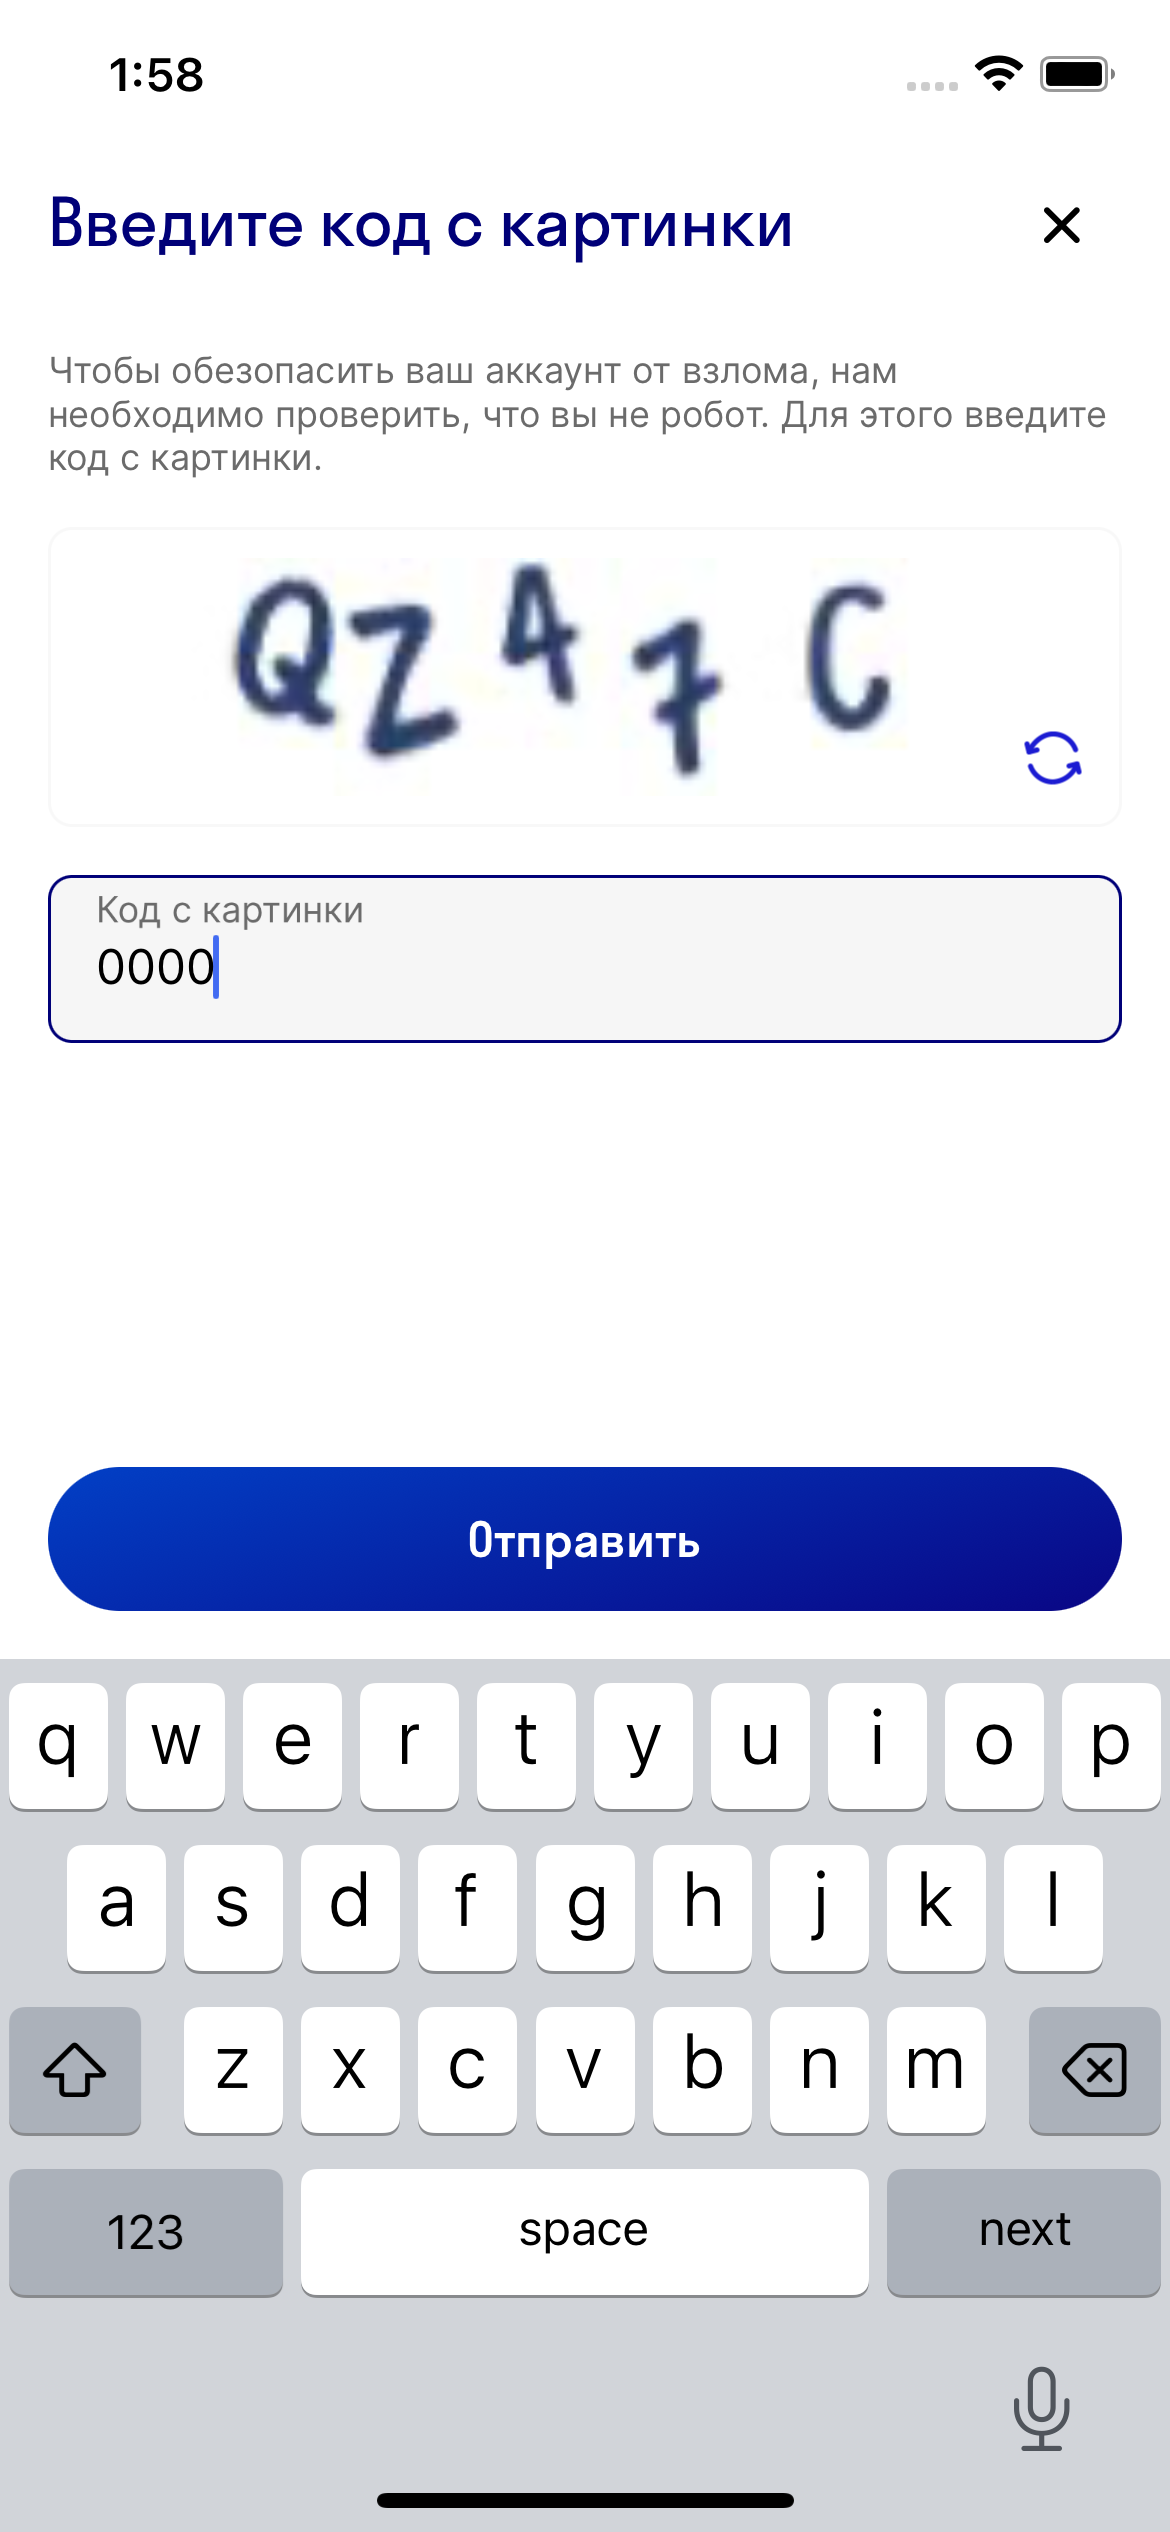 1:58
Введите код с картинки
Чтобы обезопасить ваш аккаунт от взлома, нам
необходимо проверить, что вы не робот. Для этого введите
код с картинки.
QZ47C
Код с картинки
0000
Отправить
q w e r t y u i o p
a s d f g h j k l
z x c v b n m
123 space next